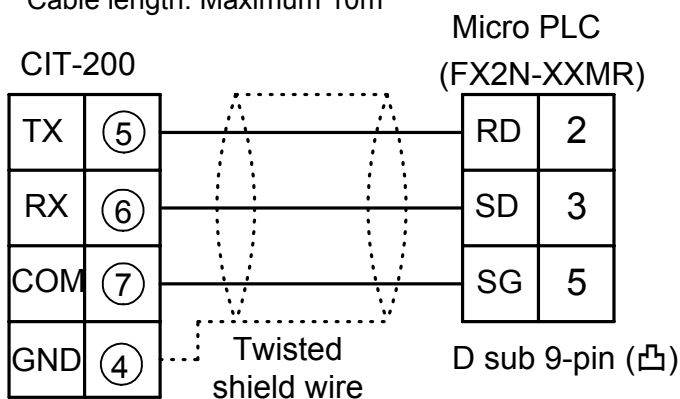 Cable length: Maximum 10m
Micro PLC
CIT-200
(FX2N-XXMR)
TX ⑤ RD 2
RX ⑥ SD 3
COM ⑦ SG 5
GND ④
Twisted
shield wire
D sub 9-pin (凸)